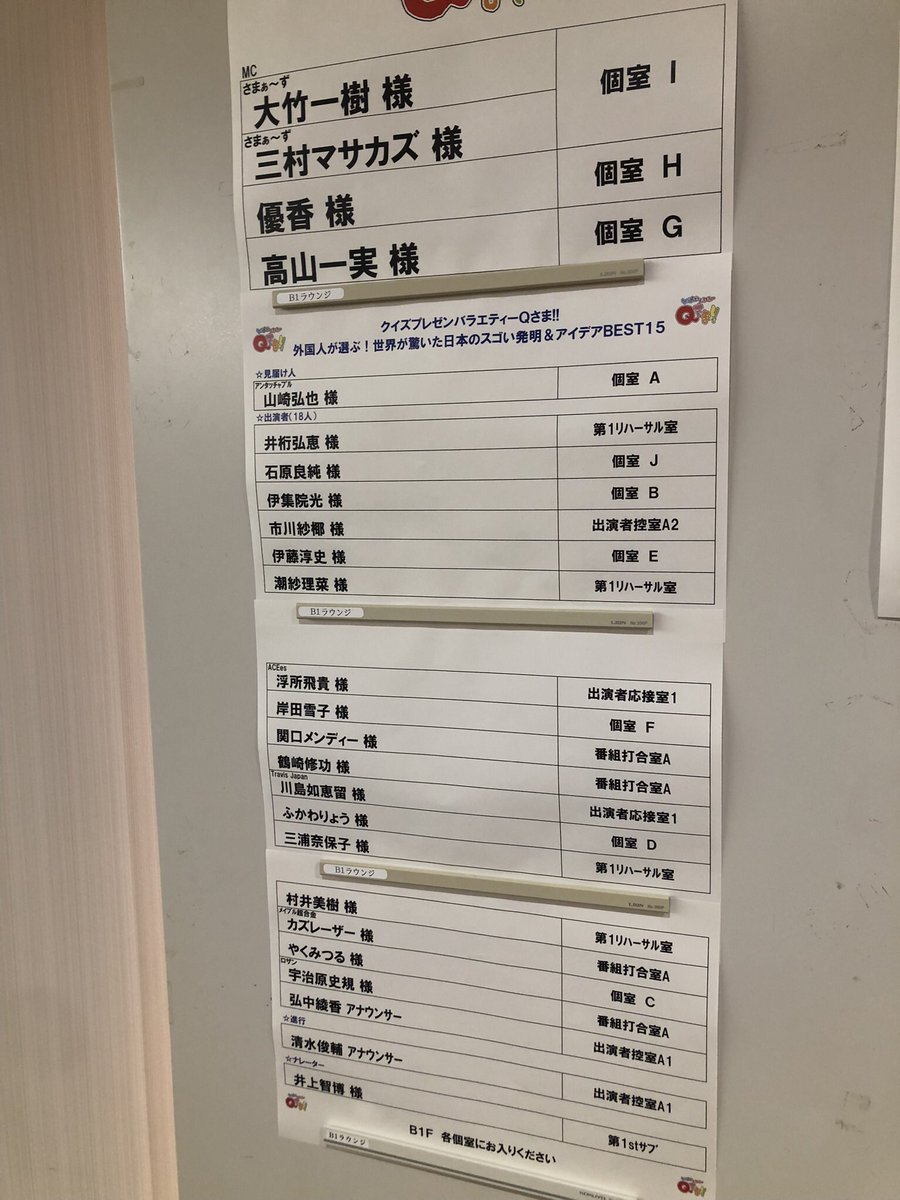 MC
さまぁ～ず
大竹一樹 様
個室 I
さまぁ～ず
三村マサカズ 様
優香 様
個室 H
高山一実 様
個室 G
B1ラウンジ
クイズプレゼンバラエティーQさま!!
外国人が選ぶ！世界が驚いた日本のスゴい発明＆アイデアBEST15
☆見届け人
アンタッチャブル
山崎弘也 様
個室 A
☆出演者(18人)
井桁弘恵 様
第1リハーサル室
石原良純 様
個室 J
伊集院光 様
個室 B
市川紗椰 様
出演者控室A2
伊藤淳史 様
個室 E
潮紗理菜 様
第1リハーサル室
B1ラウンジ
ACEes
浮所飛貴 様
出演者応接室1
岸田雪子 様
個室 F
関口メンディー 様
番組打合室A
鶴崎修功 様
番組打合室A
Travis Japan
川島如恵留 様
出演者応接室1
ふかわりょう 様
個室 D
三浦奈保子 様
第1リハーサル室
B1ラウンジ
村井美樹 様
第1リハーサル室
メイプル超合金
カズレーザー 様
番組打合室A
やくみつる 様
個室 C
ロザン
宇治原史規 様
番組打合室A
弘中綾香 アナウンサー
出演者控室A1
☆進行
清水俊輔 アナウンサー
出演者控室A1
☆ナレーター
井上智博 様
第1stサブ
B1F 各個室にお入りください
B1ラウンジ